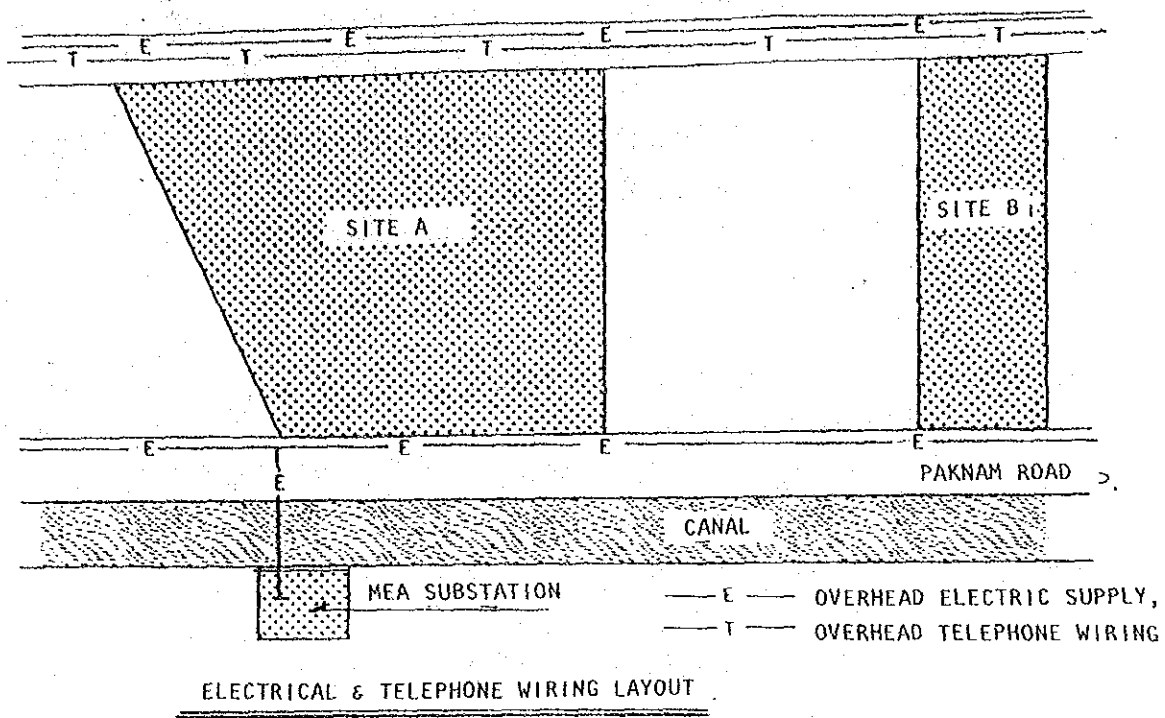 E E E E
T T T T T
SITE A
SITE B
E E E E
E
PAKNAM ROAD
CANAL
MEA SUBSTATION
E OVERHEAD ELECTRIC SUPPLY,
T OVERHEAD TELEPHONE WIRING
ELECTRICAL & TELEPHONE WIRING LAYOUT